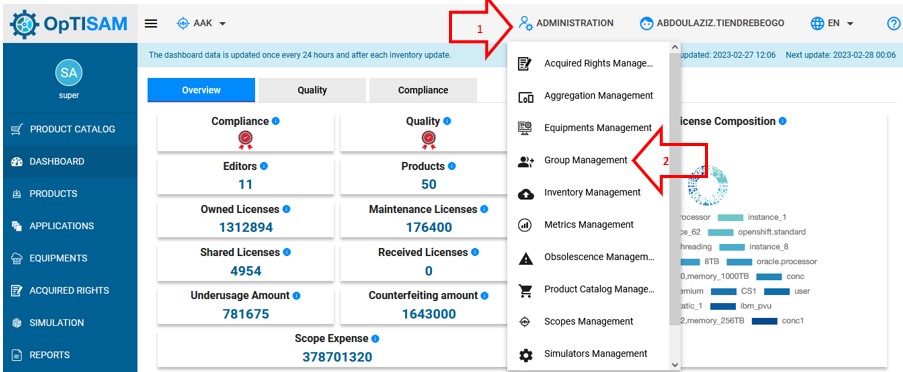 OpTISAM
AAK
1
ADMINISTRATION
ABDOULAZIZ.TIENDREBEOGO
EN
The dashboard data is updated once every 24 hours and after each inventory update.
updated: 2023-02-27 12:06 Next update: 2023-02-28 00:06
SA
super
PRODUCT CATALOG
DASHBOARD
PRODUCTS
APPLICATIONS
EQUIPMENTS
ACQUIRED RIGHTS
SIMULATION
REPORTS
Overview
Quality
Compliance
Compliance
Quality
Editors
11
Products
50
Owned Licenses
1312894
Maintenance Licenses
176400
Shared Licenses
4954
Received Licenses
0
Underusage Amount
781675
Counterfeiting amount
1643000
Scope Expense
378701320
Acquired Rights Manage...
Aggregation Management
Equipments Management
Group Management
2
Inventory Management
Metrics Management
Obsolescence Managem...
Product Catalog Manage...
Scopes Management
Simulators Management
icense Composition
rocessor instance_1
ce_62 openshift.standard
hreading instance_8
8TB oracle.processor
0,memory_1000TB conc
emium CS1 user
atic_1 ibm_pvu
2,memory_256TB conc1